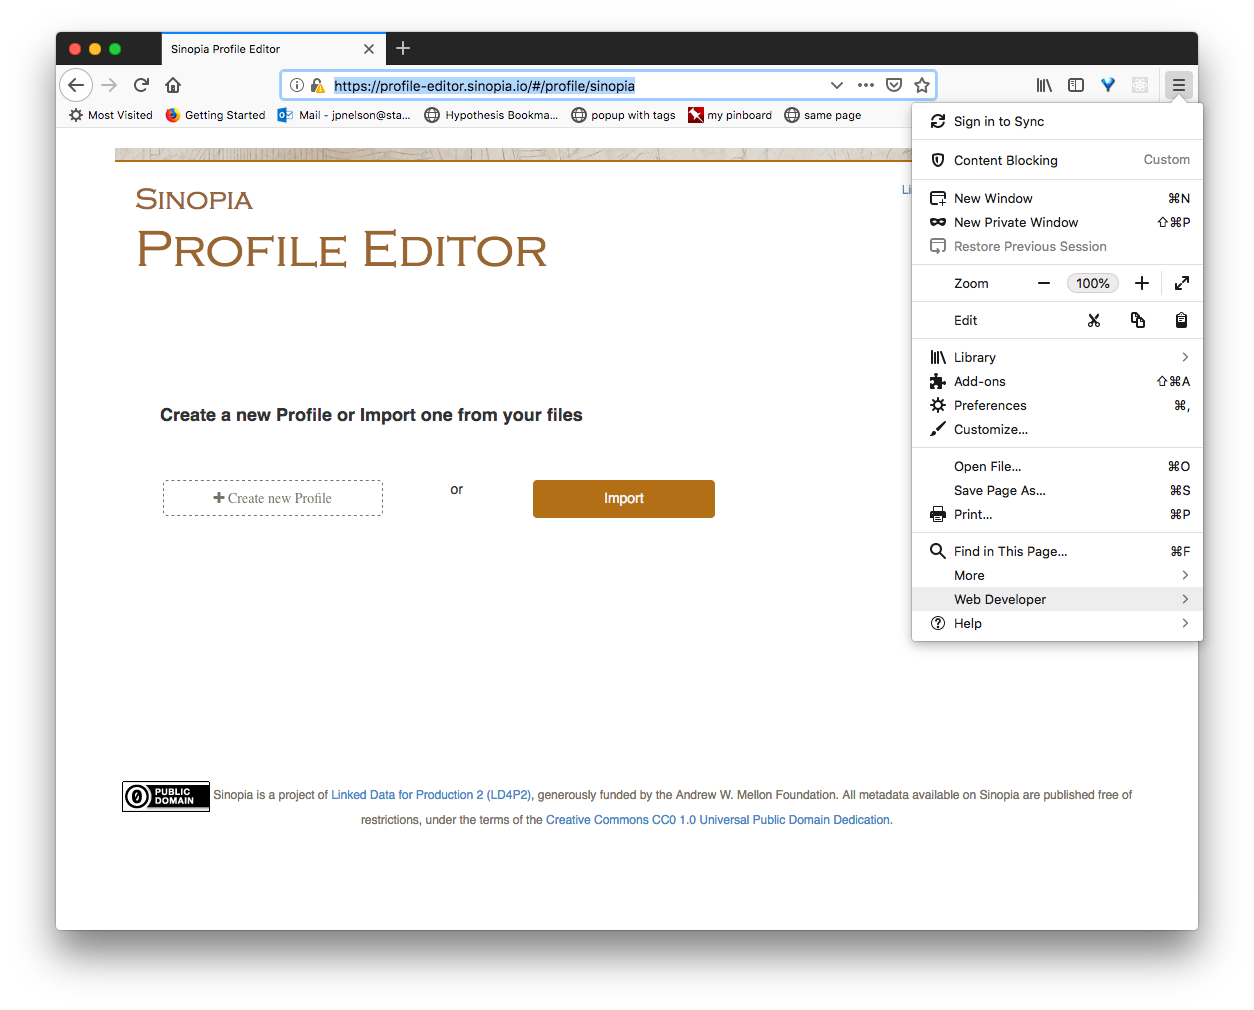 Sinopia Profile Editor
https://profile-editor.sinopia.io/#/profile/sinopia
Most Visited Getting Started Mail - jpnelson@sta... Hypothesis Bookma... popup with tags my pinboard same page
Sign in to Sync
Content Blocking Custom
New Window ⌘N
New Private Window ⇧⌘P
Restore Previous Session
Zoom 100%
Edit
Library
Add-ons ⇧⌘A
Preferences ⌘,
Customize...
Open File... ⌘O
Save Page As... ⌘S
Print... ⌘P
Find in This Page... ⌘F
More
Web Developer
Help
SINOPIA
PROFILE EDITOR
Create a new Profile or Import one from your files
Create new Profile or Import
PUBLIC
DOMAIN
Sinopia is a project of Linked Data for Production 2 (LD4P2), generously funded by the Andrew W. Mellon Foundation. All metadata available on Sinopia are published free of
restrictions, under the terms of the Creative Commons CC0 1.0 Universal Public Domain Dedication.